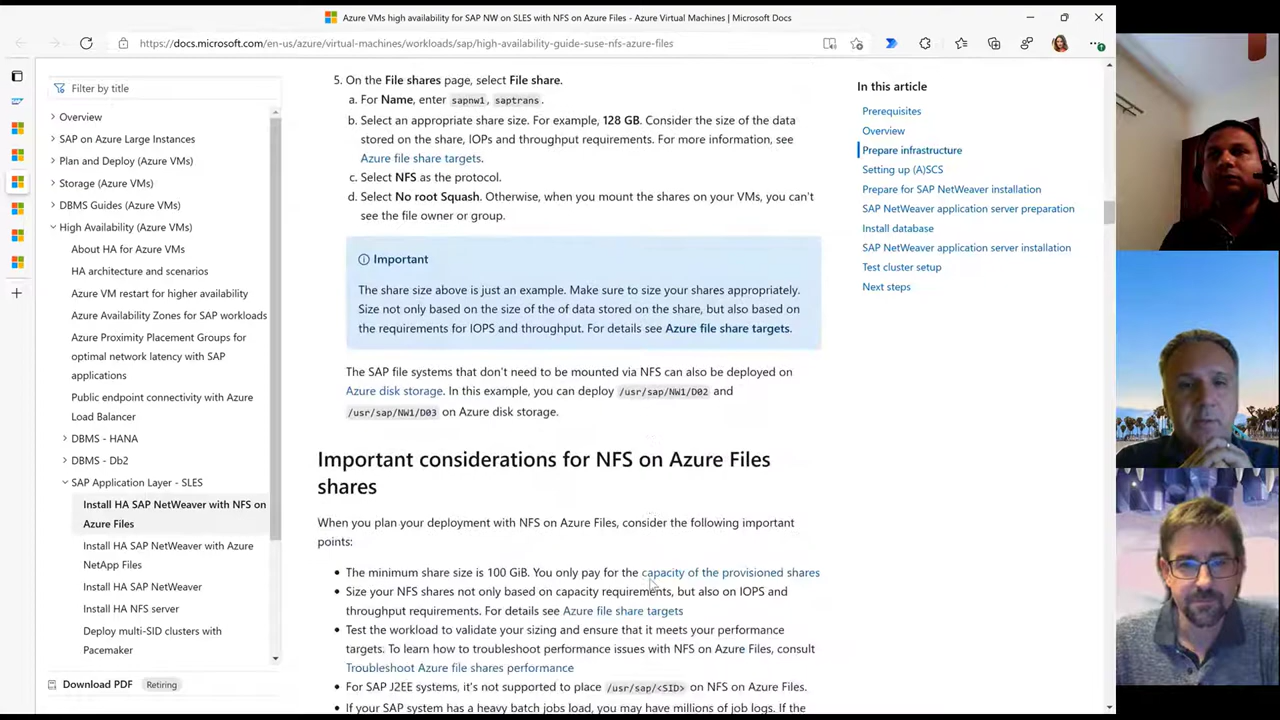 Azure VMs high availability for SAP NW on SLES with NFS on Azure Files - Azure Virtual Machines | Microsoft Docs
https://docs.microsoft.com/en-us/azure/virtual-machines/workloads/sap/high-availability-guide-suse-nfs-azure-files
Filter by title
Overview
SAP on Azure Large Instances
Plan and Deploy (Azure VMs)
Storage (Azure VMs)
DBMS Guides (Azure VMs)
High Availability (Azure VMs)
About HA for Azure VMs
HA architecture and scenarios
Azure VM restart for higher availability
Azure Availability Zones for SAP workloads
Azure Proximity Placement Groups for
optimal network latency with SAP
applications
Public endpoint connectivity with Azure
Load Balancer
DBMS - HANA
DBMS - Db2
SAP Application Layer - SLES
Install HA SAP NetWeaver with NFS on
Azure Files
Install HA SAP NetWeaver with Azure
NetApp Files
Install HA SAP NetWeaver
Install HA NFS server
Deploy multi-SID clusters with
Pacemaker
Download PDF Retiring
5. On the File shares page, select File share.
a. For Name, enter sapnw1, saptrans.
b. Select an appropriate share size. For example, 128 GB. Consider the size of the data
stored on the share, IOPs and throughput requirements. For more information, see
Azure file share targets.
c. Select NFS as the protocol.
d. Select No root Squash. Otherwise, when you mount the shares on your VMs, you can't
see the file owner or group.
Important
The share size above is just an example. Make sure to size your shares appropriately.
Size not only based on the size of the of data stored on the share, but also based on
the requirements for IOPS and throughput. For details see Azure file share targets.
The SAP file systems that don't need to be mounted via NFS can also be deployed on
Azure disk storage. In this example, you can deploy /usr/sap/NW1/D02 and
/usr/sap/NW1/D03 on Azure disk storage.
Important considerations for NFS on Azure Files
shares
When you plan your deployment with NFS on Azure Files, consider the following important
points:
• The minimum share size is 100 GiB. You only pay for the capacity of the provisioned shares
• Size your NFS shares not only based on capacity requirements, but also on IOPS and
throughput requirements. For details see Azure file share targets
• Test the workload to validate your sizing and ensure that it meets your performance
targets. To learn how to troubleshoot performance issues with NFS on Azure Files, consult
Troubleshoot Azure file shares performance
• For SAP J2EE systems, it's not supported to place /usr/sap/<SID> on NFS on Azure Files.
• If your SAP system has a heavy batch jobs load, you may have millions of job logs. If the
In this article
Prerequisites
Overview
Prepare infrastructure
Setting up (A)SCS
Prepare for SAP NetWeaver installation
SAP NetWeaver application server preparation
Install database
SAP NetWeaver application server installation
Test cluster setup
Next steps